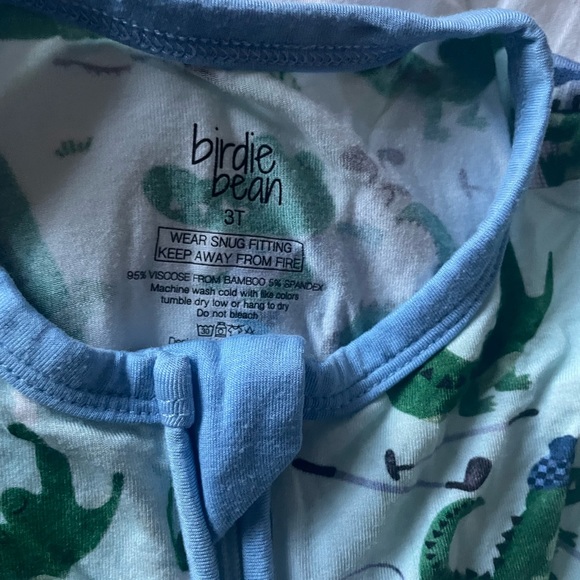 birdie
bean
3T
WEAR SNUG FITTING
KEEP AWAY FROM FIRE
95% VISCOSE FROM BAMBOO 5% SPANDEX
Machine wash cold with like colors
tumble dry low or hang to dry
Do not bleach
30